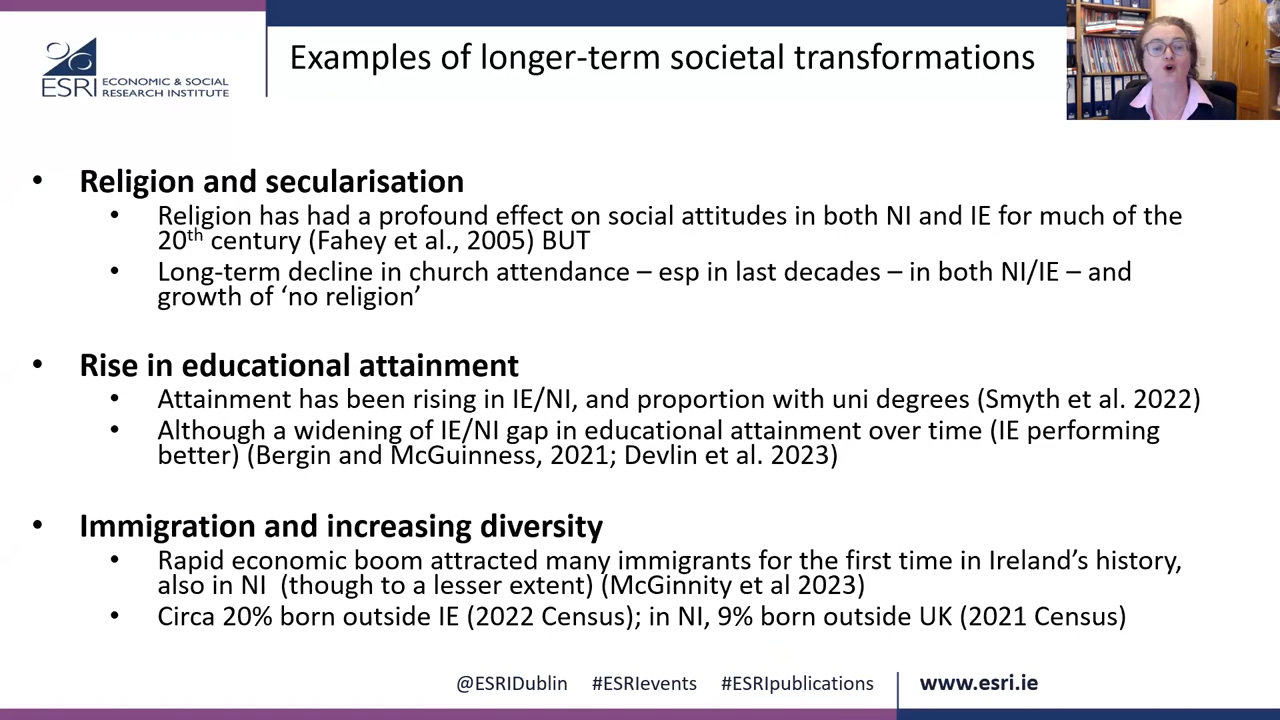 ESRI
ECONOMIC & SOCIAL
RESEARCH INSTITUTE
Examples of longer-term societal transformations
• Religion and secularisation
• Religion has had a profound effect on social attitudes in both NI and IE for much of the
20th century (Fahey et al., 2005) BUT
• Long-term decline in church attendance – esp in last decades – in both NI/IE – and
growth of ‘no religion’
• Rise in educational attainment
• Attainment has been rising in IE/NI, and proportion with uni degrees (Smyth et al. 2022)
• Although a widening of IE/NI gap in educational attainment over time (IE performing
better) (Bergin and McGuinness, 2021; Devlin et al. 2023)
• Immigration and increasing diversity
• Rapid economic boom attracted many immigrants for the first time in Ireland’s history,
also in NI (though to a lesser extent) (McGinnity et al 2023)
• Circa 20% born outside IE (2022 Census); in NI, 9% born outside UK (2021 Census)
@ESRIDublin #ESRIevents #ESRIpublications www.esri.ie